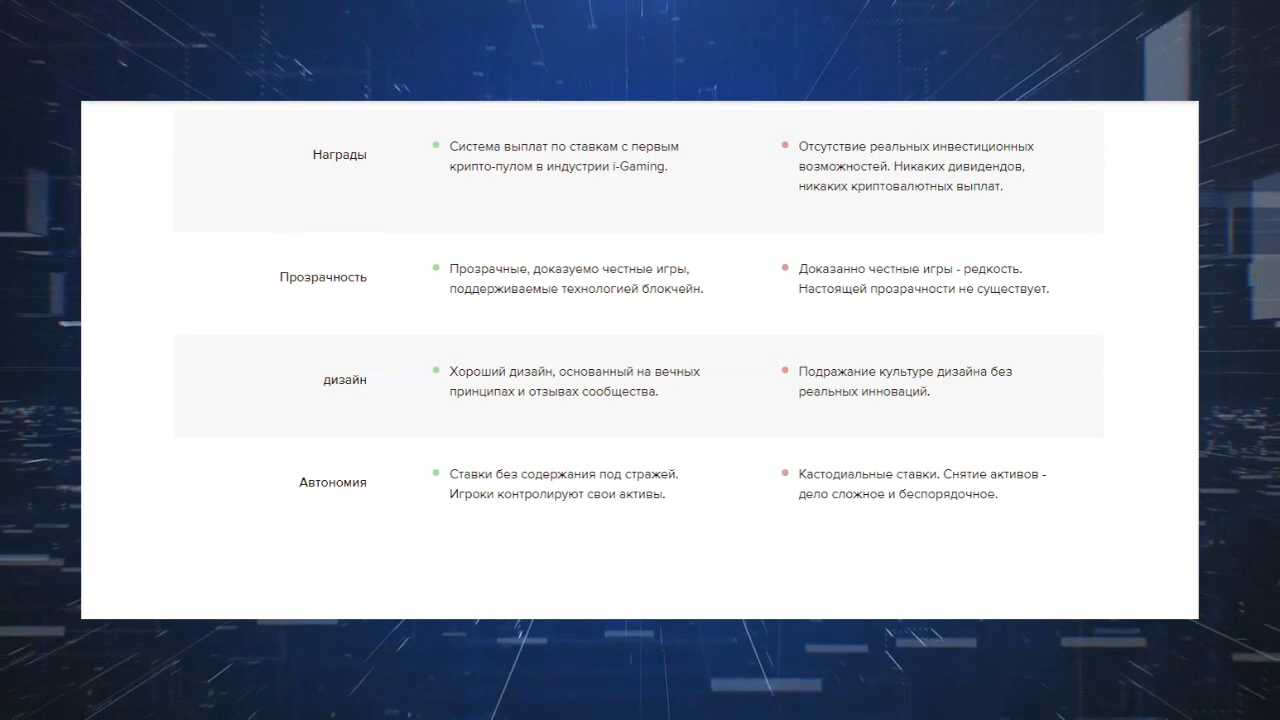 Награды
Система выплат по ставкам с первым
крипто-пулом в индустрии i-Gaming.
Отсутствие реальных инвестиционных
возможностей. Никаких дивидендов,
никаких криптовалютных выплат.
Прозрачность
Прозрачные, доказуемо честные игры,
поддерживаемые технологией блокчейн.
Доказанно честные игры - редкость.
Настоящей прозрачности не существует.
дизайн
Хороший дизайн, основанный на вечных
принципах и отзывах сообщества.
Подражание культуре дизайна без
реальных инноваций.
Автономия
Ставки без содержания под стражей.
Игроки контролируют свои активы.
Кастодиальные ставки. Снятие активов -
дело сложное и беспорядочное.